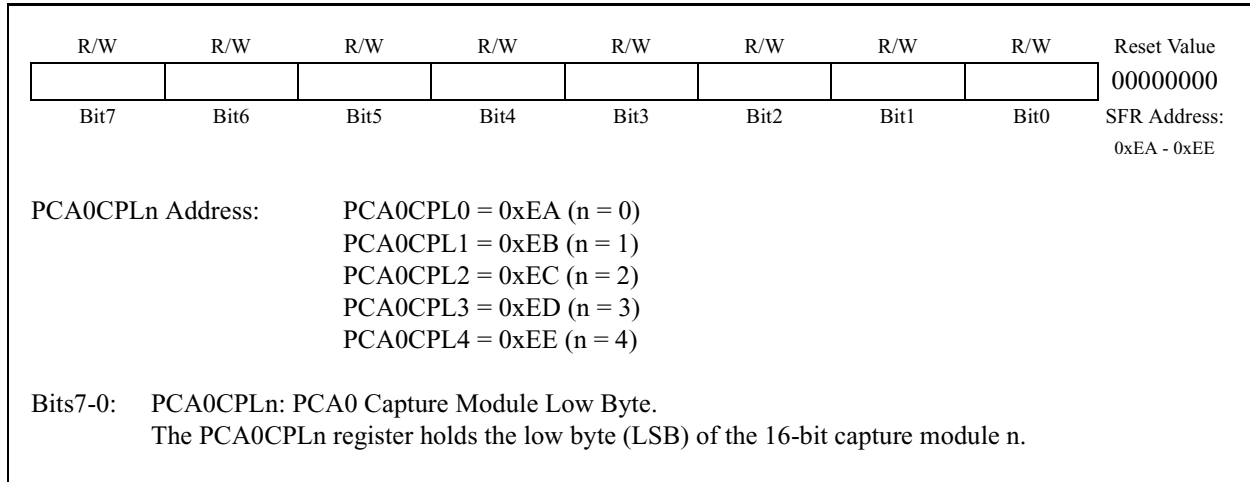 R/W R/W R/W R/W R/W R/W R/W R/W Reset Value
00000000
Bit7 Bit6 Bit5 Bit4 Bit3 Bit2 Bit1 Bit0 SFR Address:
0xEA - 0xEE
PCA0CPLn Address: PCA0CPL0 = 0xEA (n = 0)
PCA0CPL1 = 0xEB (n = 1)
PCA0CPL2 = 0xEC (n = 2)
PCA0CPL3 = 0xED (n = 3)
PCA0CPL4 = 0xEE (n = 4)
Bits7-0: PCA0CPLn: PCA0 Capture Module Low Byte.
The PCA0CPLn register holds the low byte (LSB) of the 16-bit capture module n.